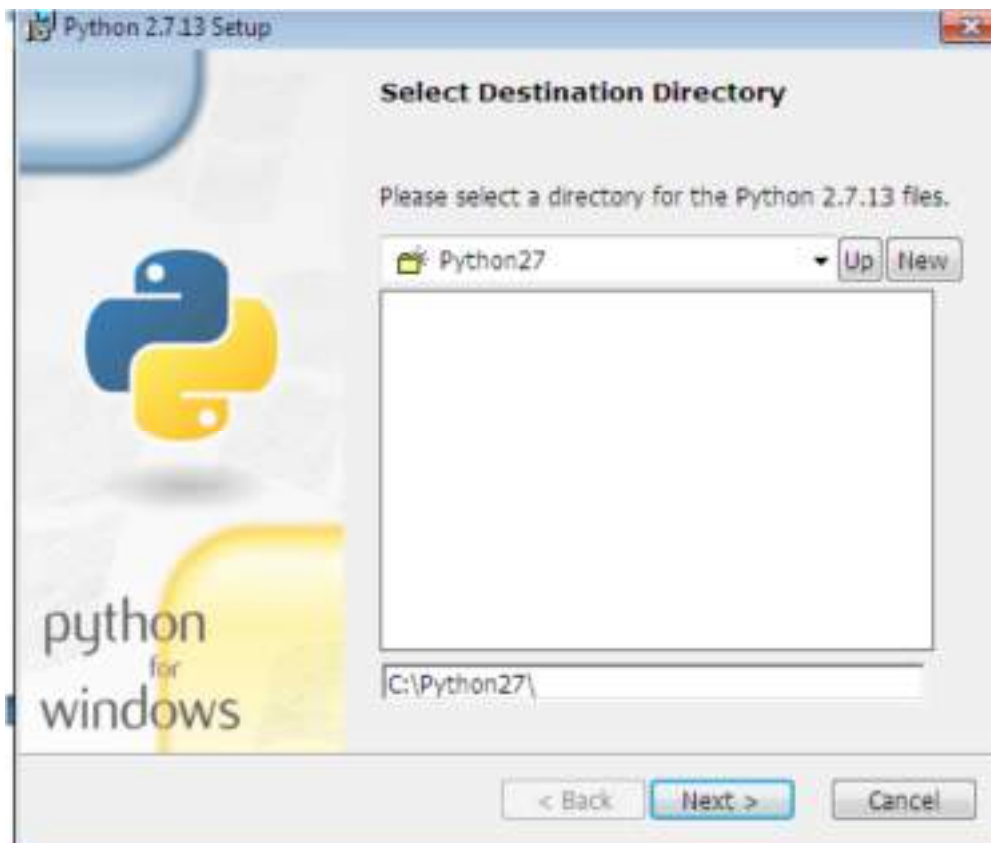 Python 2.7.13 Setup
Select Destination Directory
Please select a directory for the Python 2.7.13 files.
Python27
Up
New
C:\Python27\
python
for
windows
< Back
Next >
Cancel